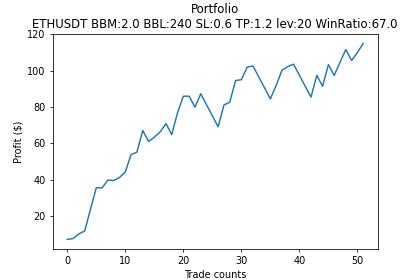 Portfolio
ETHUSDT BBM:2.0 BBL:240 SL:0.6 TP:1.2 lev:20 WinRatio:67.0
120
100
80
60
40
20
Profit ($)
0 10 20 30 40 50
Trade counts